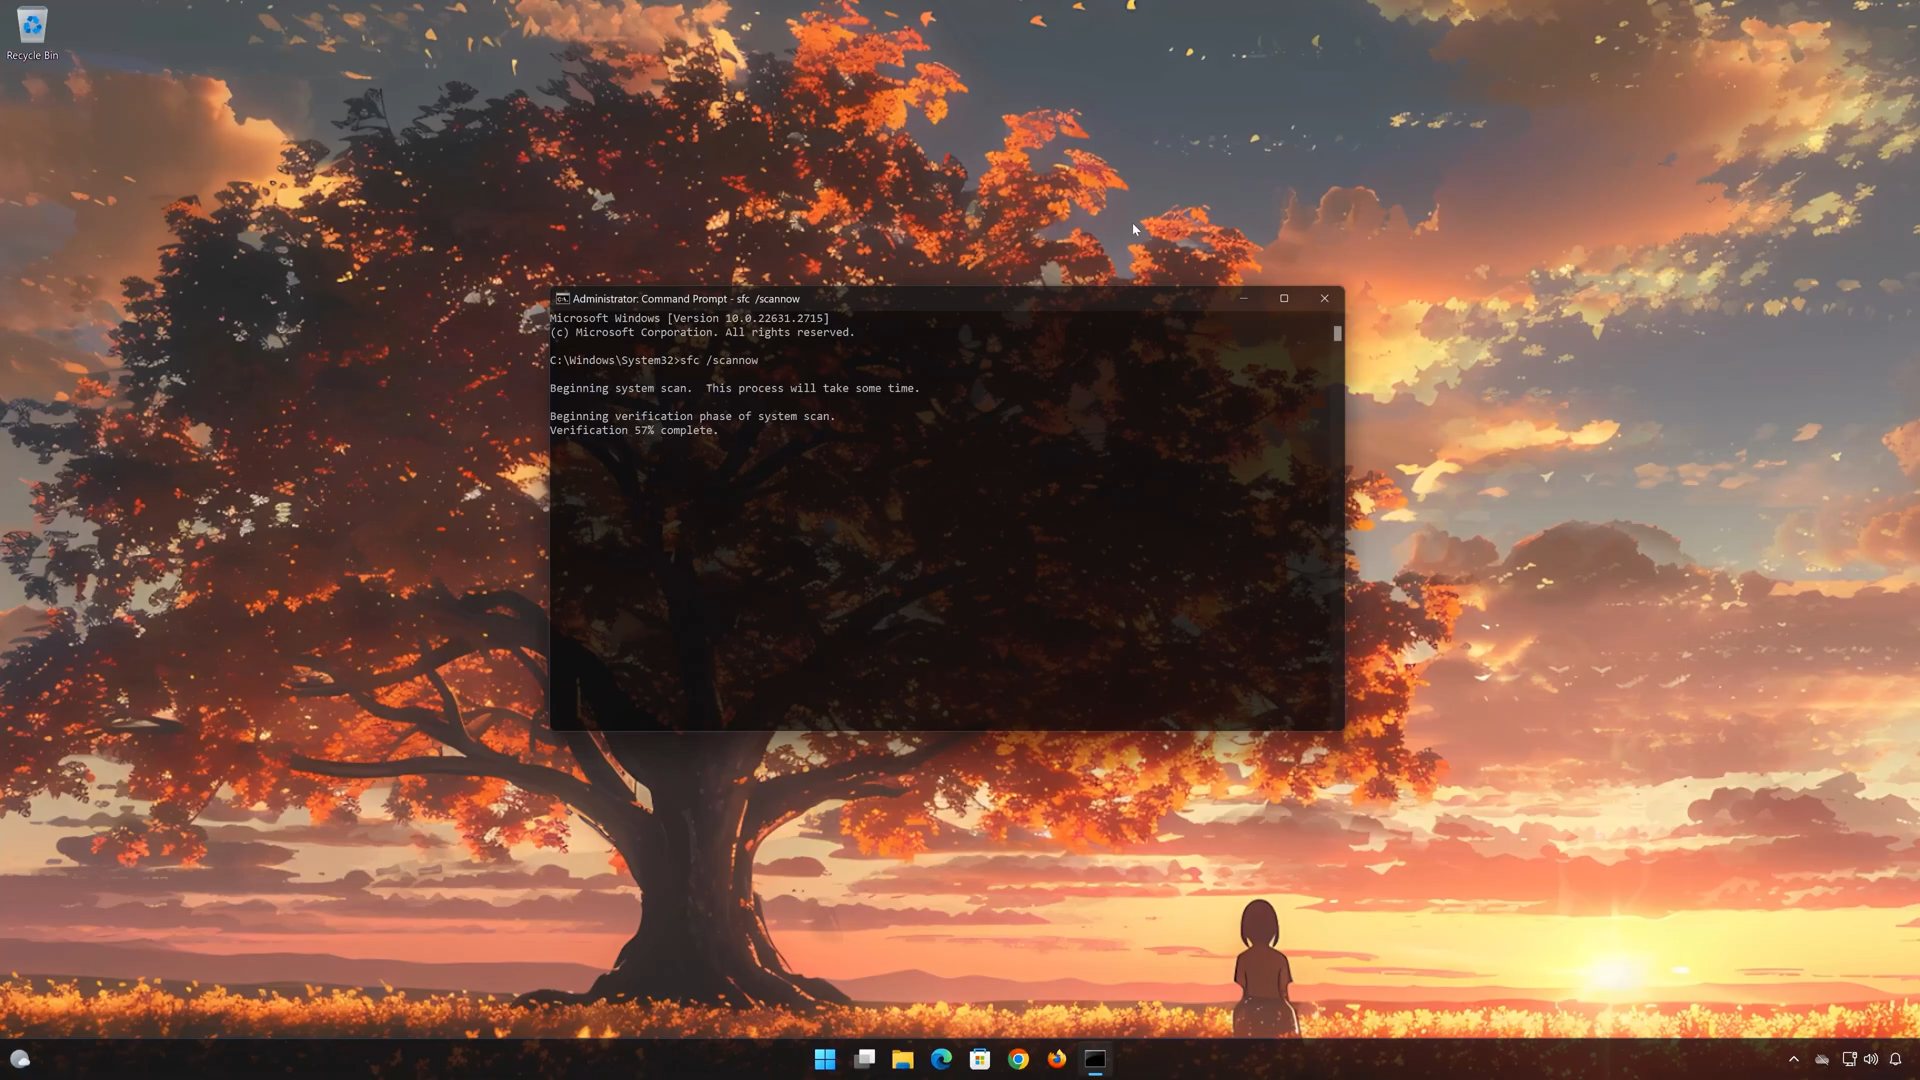 Recycle Bin
Administrator: Command Prompt - sfc  /scannow
Microsoft Windows [Version 10.0.22631.2715]
(c) Microsoft Corporation. All rights reserved.
C:\Windows\System32>sfc /scannow
Beginning system scan.  This process will take some time.
Beginning verification phase of system scan.
Verification 57% complete.